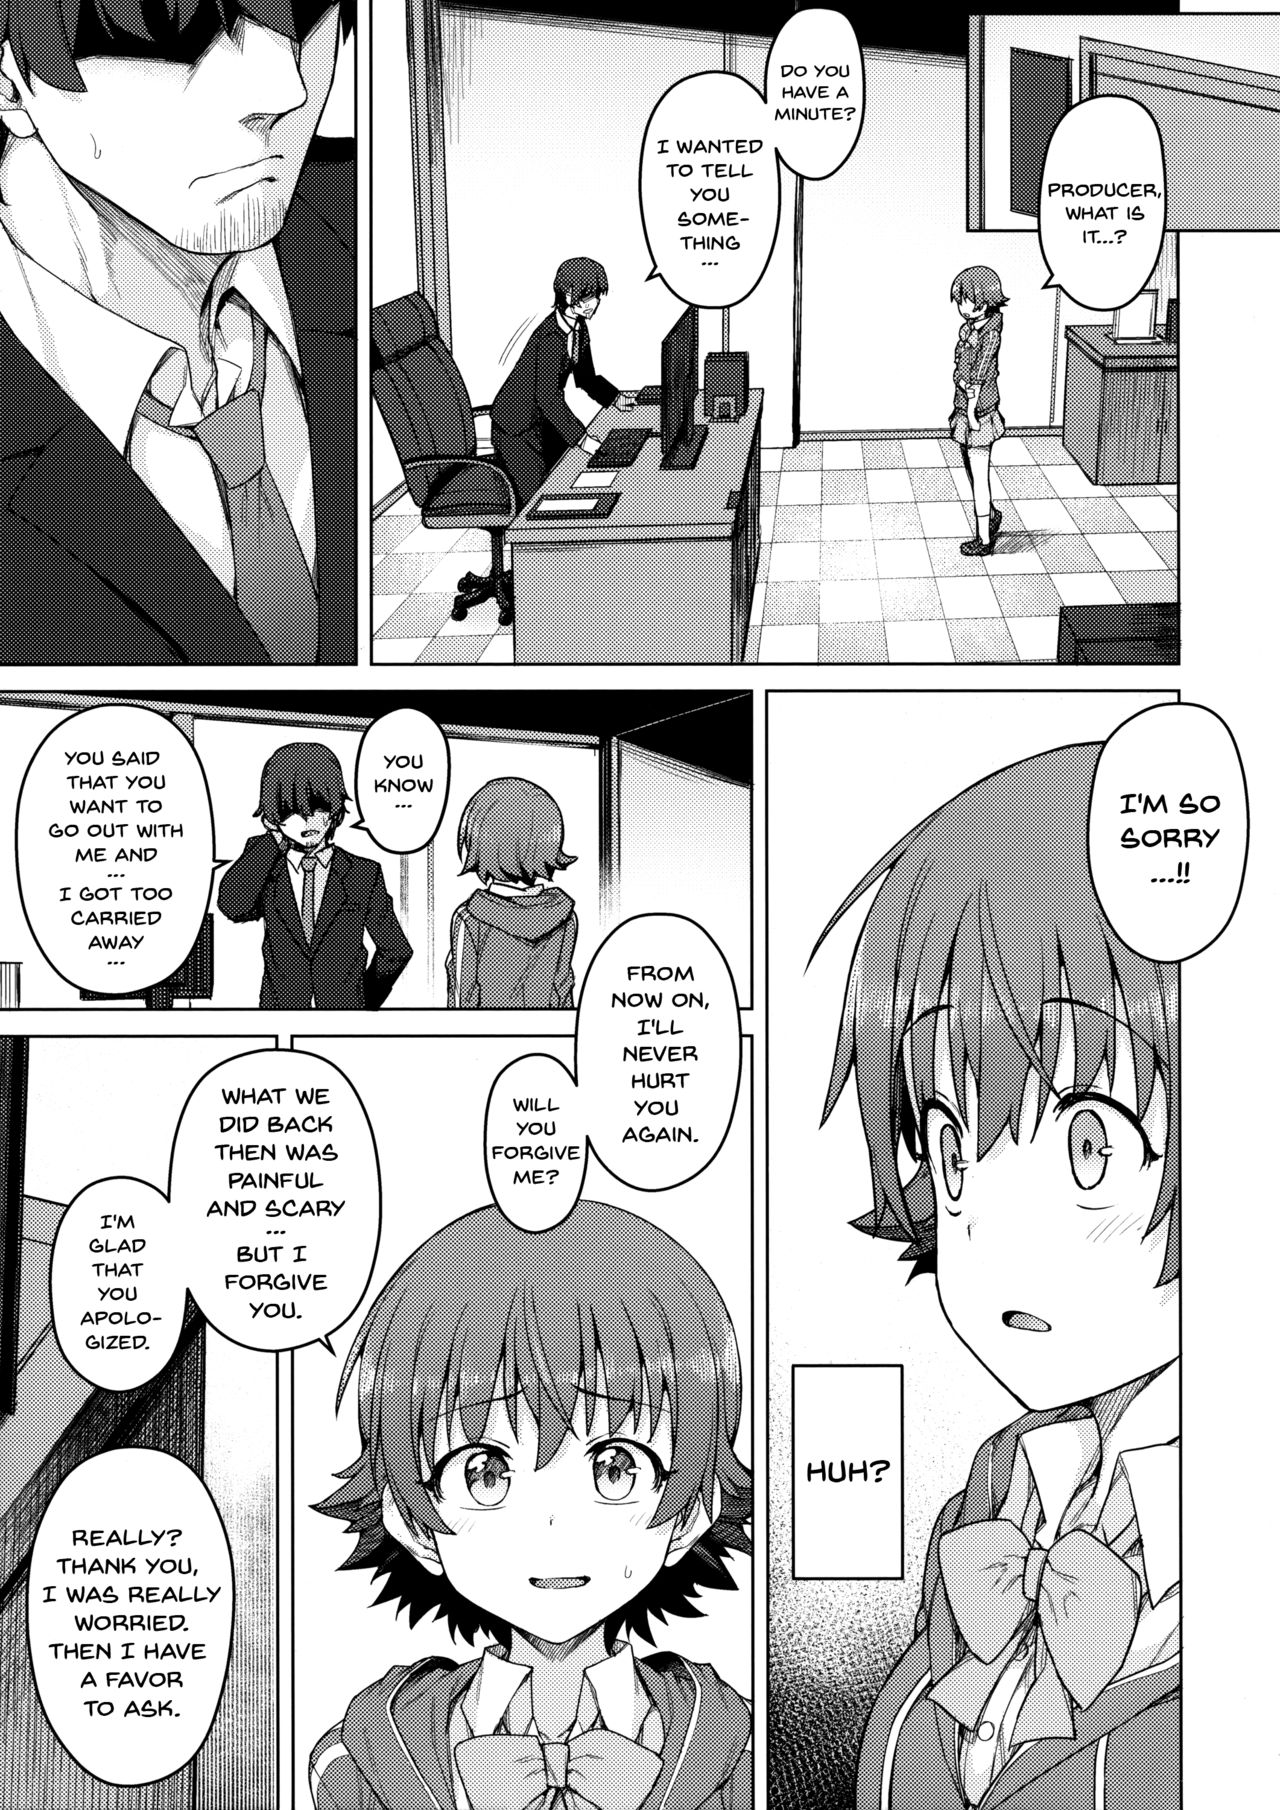 PRODUCER,
WHAT IS
IT...?
DO YOU
HAVE A
MINUTE?
I WANTED
TO TELL
YOU
SOME-
THING
...
I'M SO
SORRY
...!!
HUH?
YOU
KNOW
...
YOU SAID
THAT YOU
WANT TO
GO OUT WITH
ME AND
...
I GOT TOO
CARRIED
AWAY
...
FROM
NOW ON,
I'LL
NEVER
HURT
YOU
AGAIN.
WILL
YOU
FORGIVE
ME?
WHAT WE
DID BACK
THEN WAS
PAINFUL
AND SCARY
...
BUT I
FORGIVE
YOU.
I'M
GLAD
THAT
YOU
APOLO-
GIZED.
REALLY?
THANK YOU,
I WAS REALLY
WORRIED.
THEN I HAVE
A FAVOR
TO ASK.